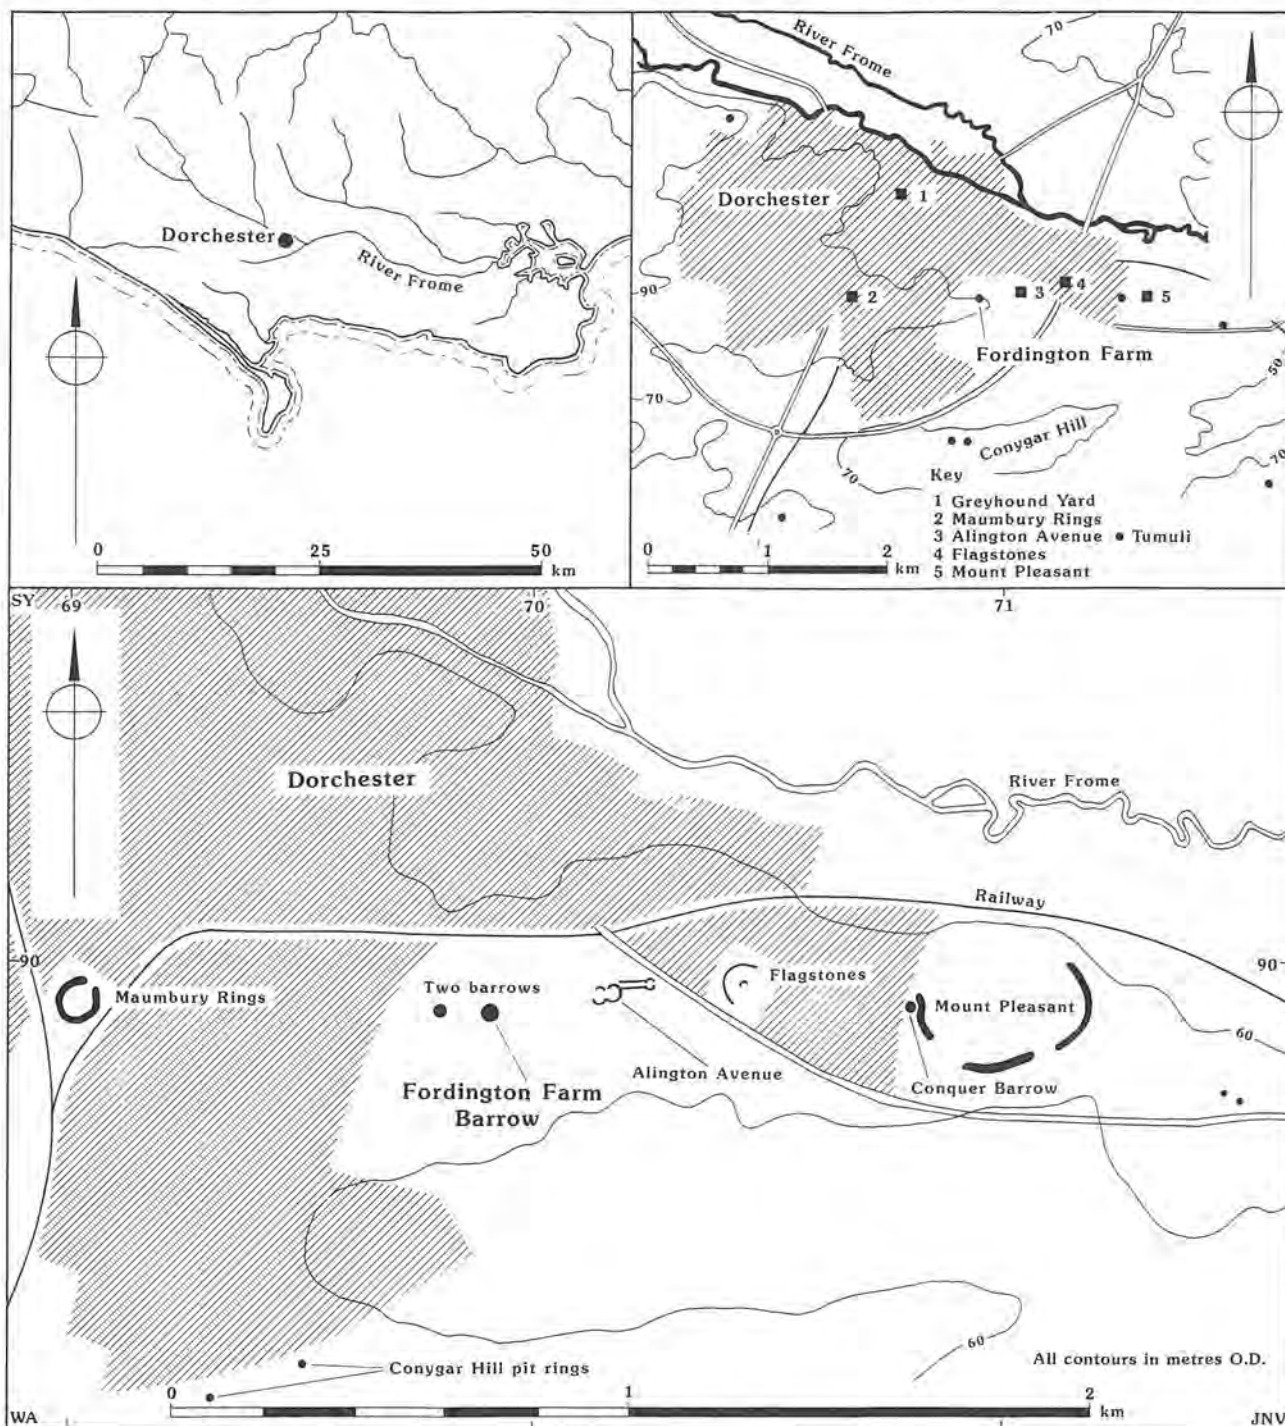 Dorchester
River Frome
0 25 50
km
River Frome
70
Dorchester
1
90
2
3
4
5
Fordington Farm
50
70
Conygar Hill
70
70
Key
1 Greyhound Yard
2 Maumbury Rings
3 Alington Avenue • Tumuli
4 Flagstones
5 Mount Pleasant
0 1 2
km
SY 69 70 71
Dorchester
River Frome
Railway
90 90
Maumbury Rings
Two barrows
Flagstones
Mount Pleasant
60
Fordington Farm
Barrow
Alington Avenue
Conquer Barrow
60
All contours in metres O.D.
Conygar Hill pit rings
0 1 2
km
WA JNV